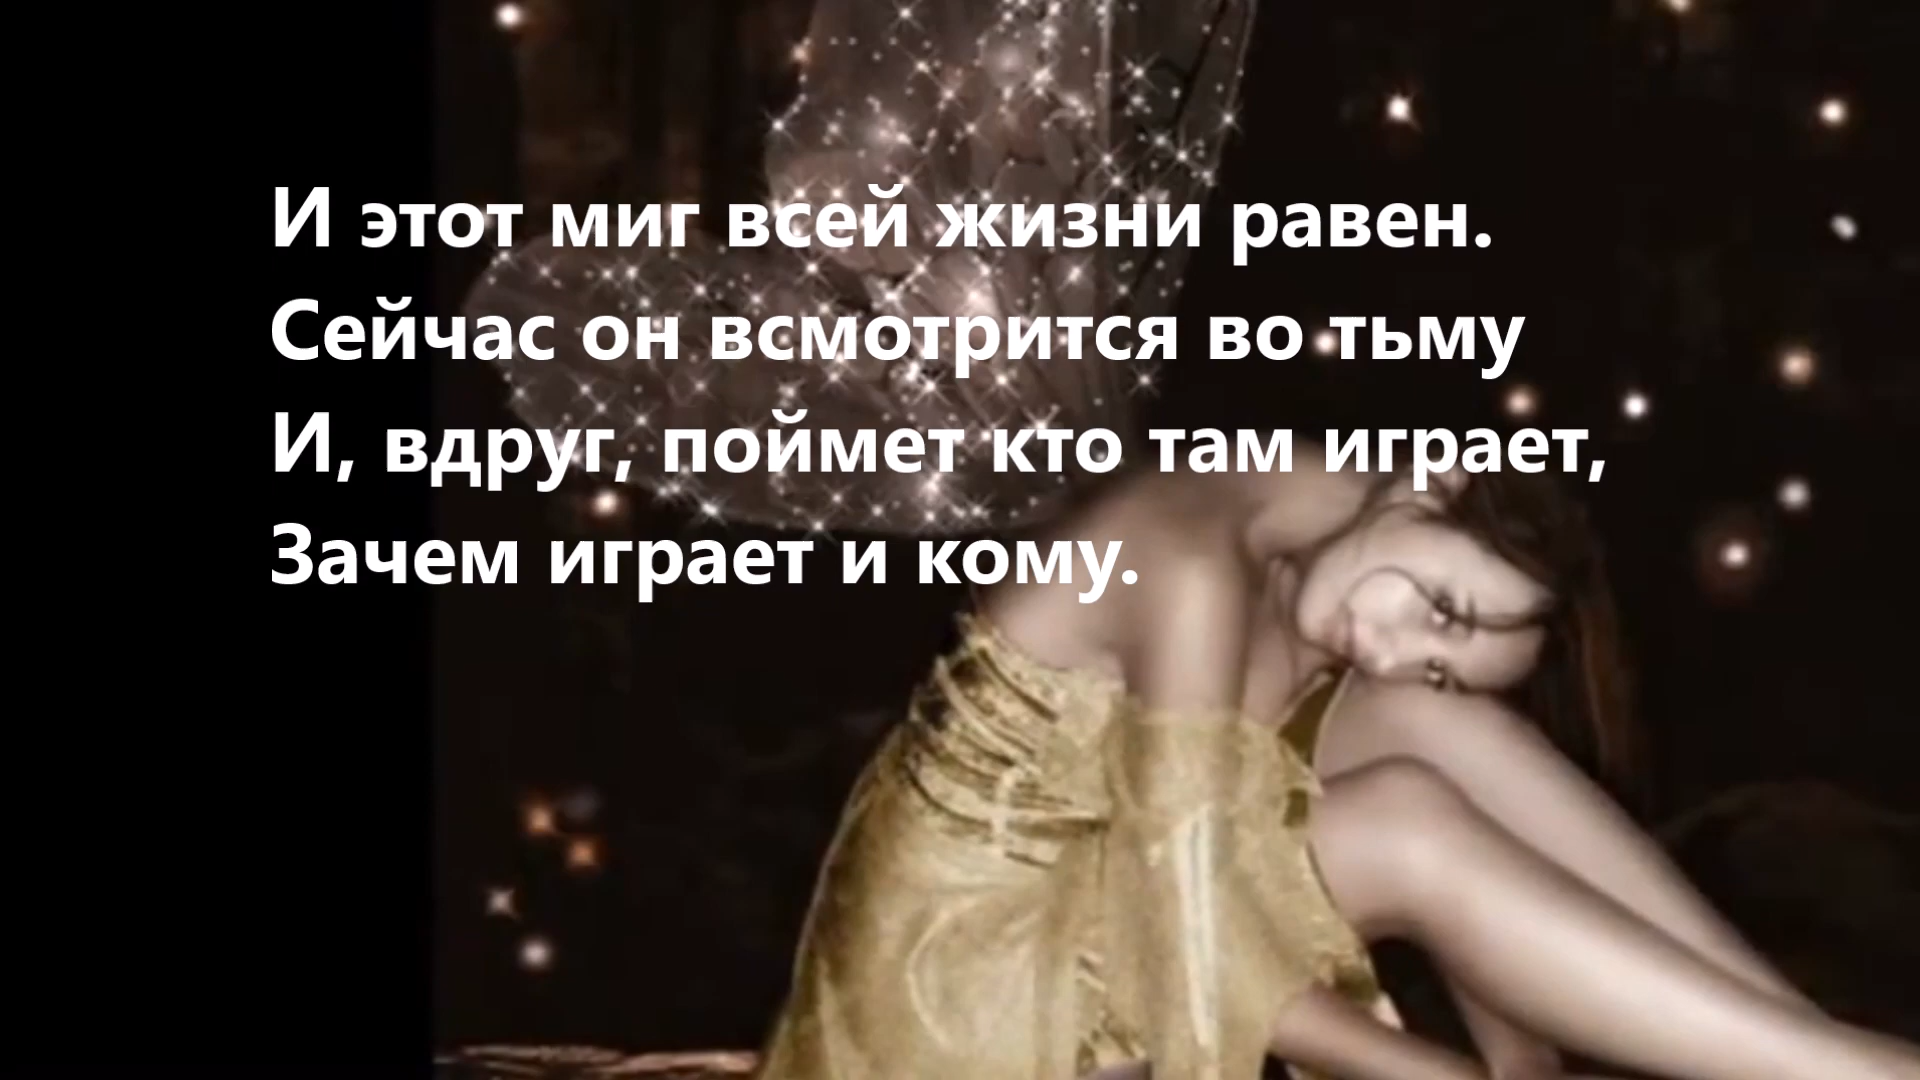 И этот миг всей жизни равен.
Сейчас он всмотрится во тьму
И, вдруг, поймет кто там играет,
Зачем играет и кому.